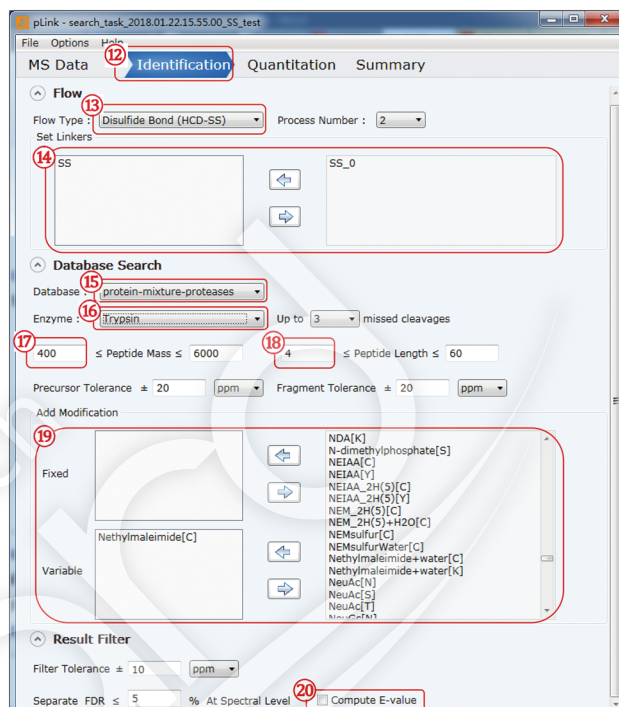 pLink - search_task_2018.01.22.15.55.00_SS_test
File Options Help
MS Data 12 Identification Quantitation Summary
Flow
13
Flow Type : Disulfide Bond (HCD-SS) Process Number : 2
Set Linkers
14
SS SS_0
Database Search
15
Database : protein-mixture-proteases
16
Enzyme : Trypsin Up to 3 missed cleavages
17 18
400 ≤ Peptide Mass ≤ 6000 4 ≤ Peptide Length ≤ 60
Precursor Tolerance ± 20 ppm Fragment Tolerance ± 20 ppm
Add Modification
19
Fixed
Nethylmaleimide[C]
Variable
NDA[K]
N-dimethylphosphate[S]
NEIAA[C]
NEIAA[Y]
NEIAA_2H(5)[C]
NEIAA_2H(5)[Y]
NEM_2H(5)[C]
NEM_2H(5)+H2O[C]
NEMsulfur[C]
NEMsulfurWater[C]
Nethylmaleimide+water[C]
Nethylmaleimide+water[K]
NeuAc[N]
NeuAc[S]
NeuAc[T]
NeuGc[N]
Result Filter
Filter Tolerance ± 10 ppm
20
Separate FDR ≤ 5 % At Spectral Level Compute E-value